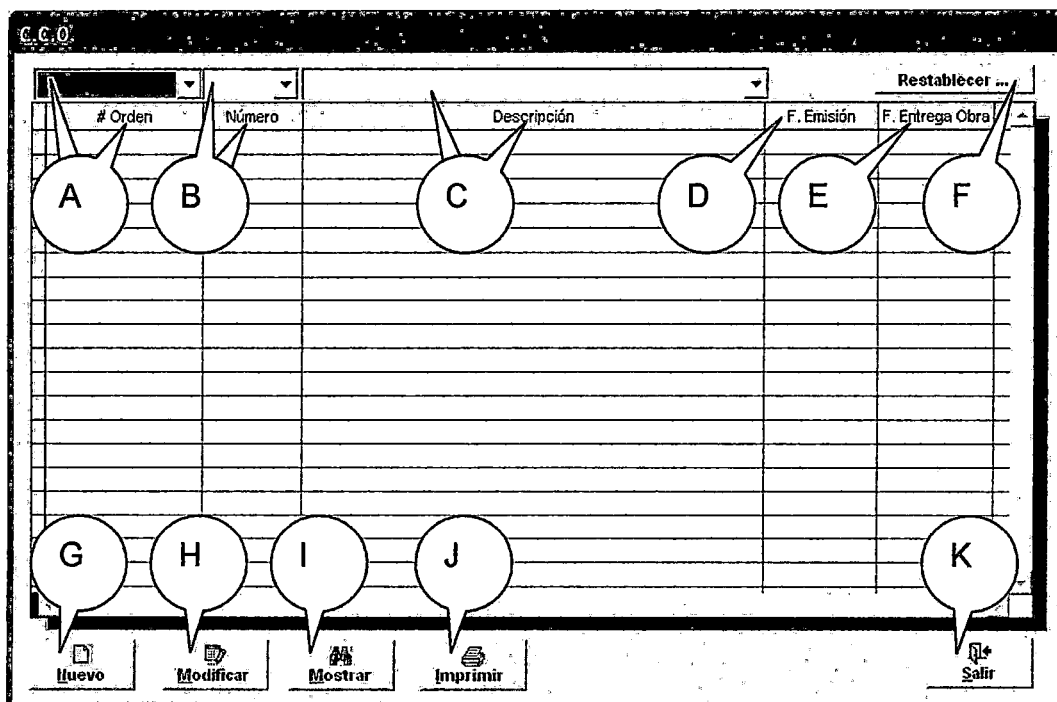 C.C.O.
Restablecer ...
# Orden Número Descripción F. Emisión F. Entrega Obra
A B C D E F
G H I J K
Nuevo Modificar Mostrar Imprimir Salir